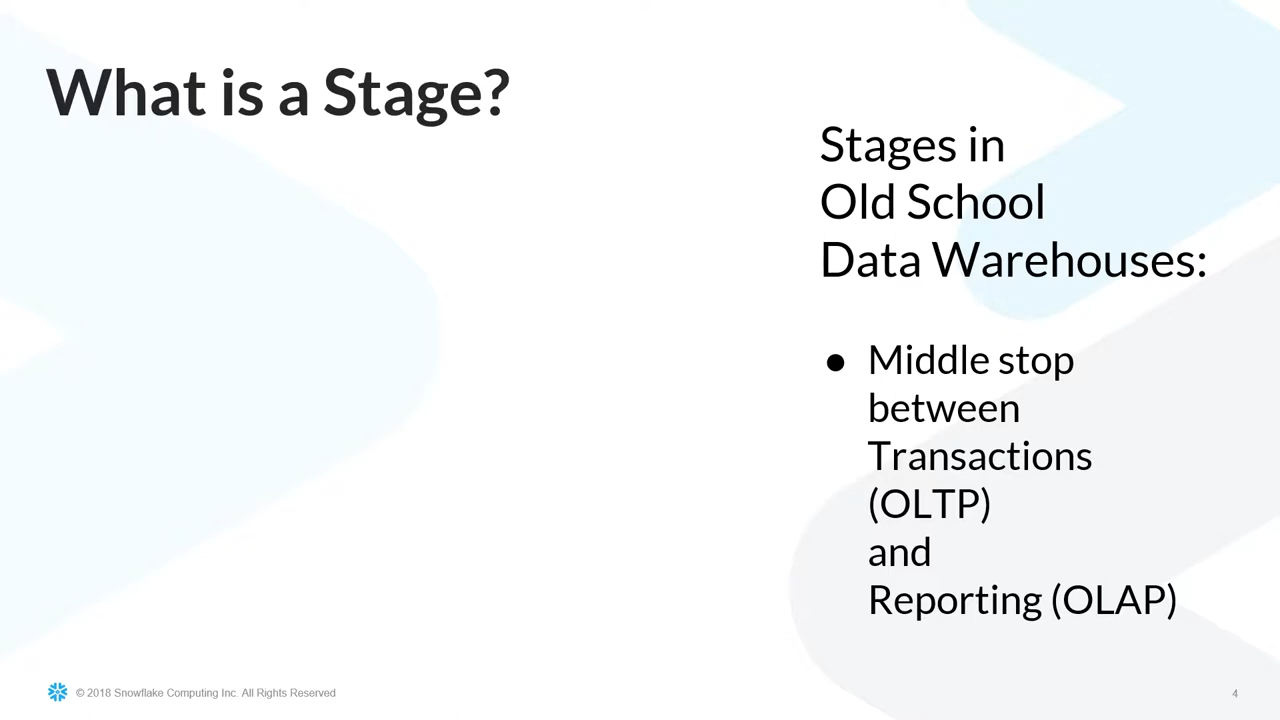 What is a Stage?
Stages in
Old School
Data Warehouses:
● Middle stop
between
Transactions
(OLTP)
and
Reporting (OLAP)
© 2018 Snowflake Computing Inc. All Rights Reserved
4